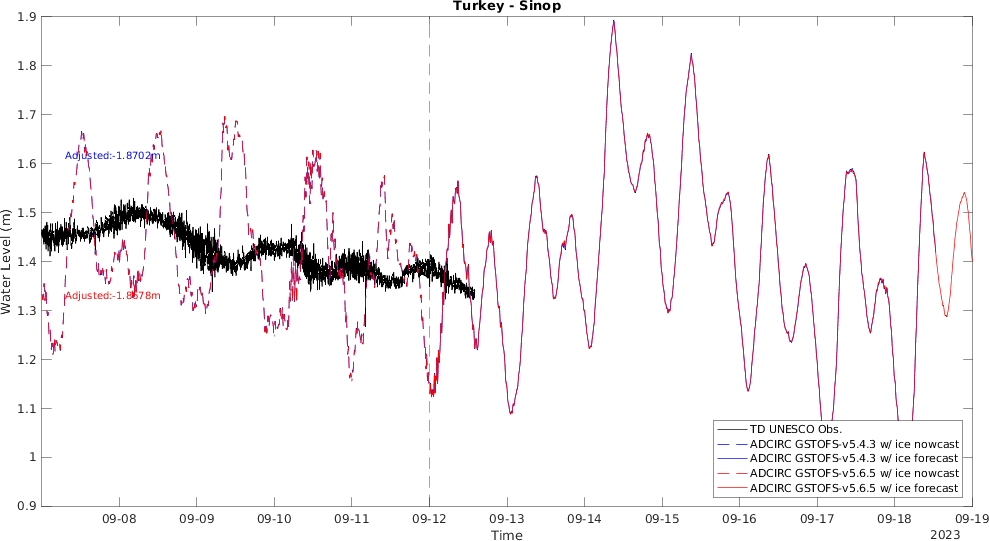 Turkey - Sinop
1.9
1.8
1.7
1.6
1.5
1.4
1.3
1.2
1.1
1
0.9
Water Level (m)
Adjusted:-1.8702m
Adjusted:-1.8678m
09-08
09-09
09-10
09-11
09-12
09-13
09-14
09-15
09-16
09-17
09-18
09-19
Time
2023
TD UNESCO Obs.
ADCIRC GSTOFS-v5.4.3 w/ ice nowcast
ADCIRC GSTOFS-v5.4.3 w/ ice forecast
ADCIRC GSTOFS-v5.6.5 w/ ice nowcast
ADCIRC GSTOFS-v5.6.5 w/ ice forecast